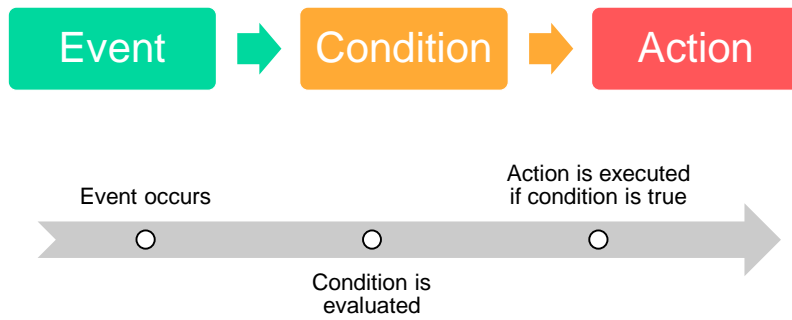 Event
Condition
Action
Event occurs
Action is executed
if condition is true
Condition is
evaluated